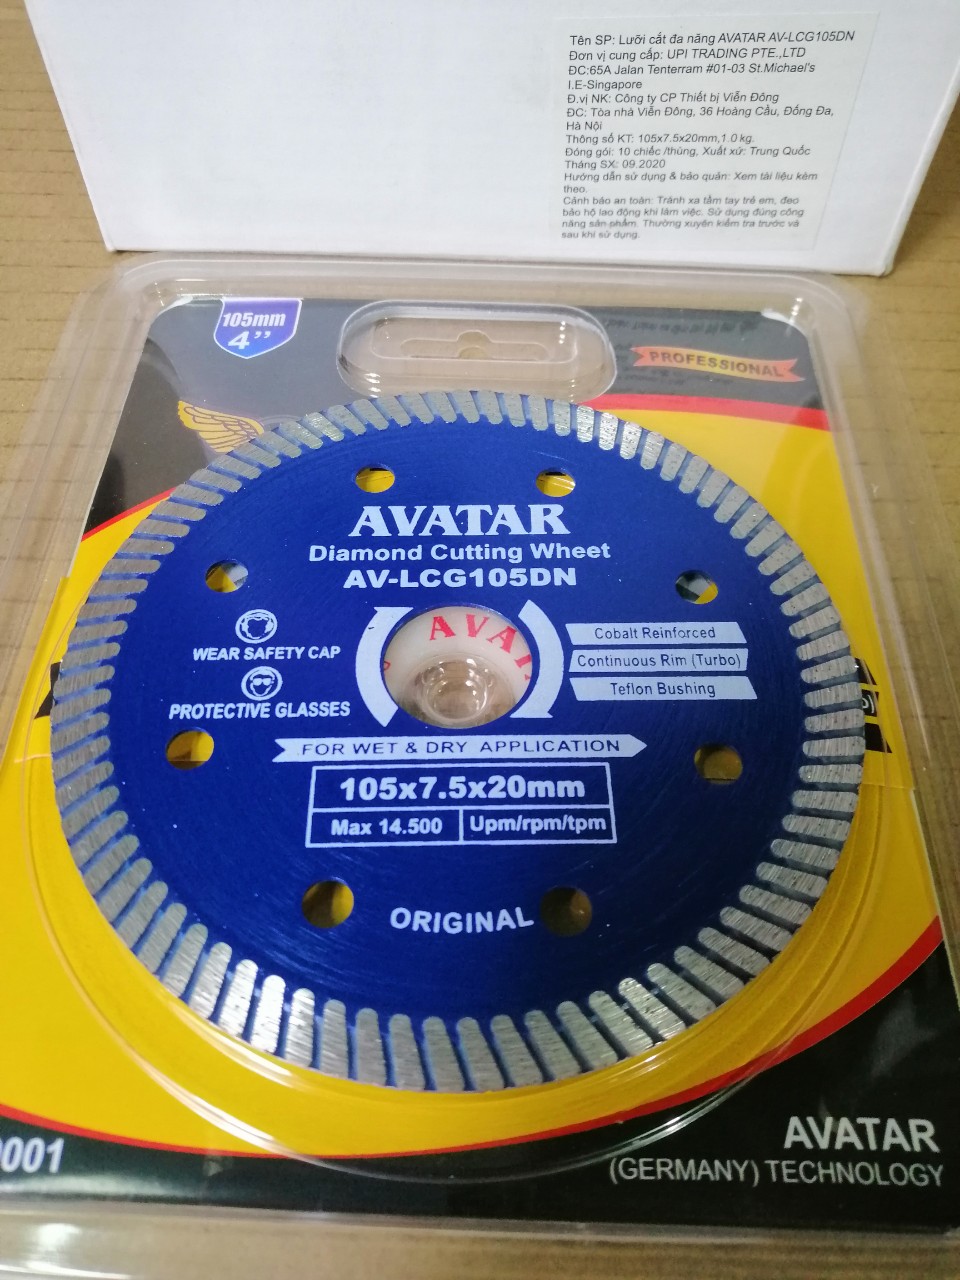 Tên SP: Lưỡi cắt đa năng AVATAR AV-LCG105DN
Đơn vị cung cấp: UPI TRADING PTE.,LTD
ĐC:65A Jalan Tenterram #01-03 St.Michael's
I.E-Singapore
Đ.vị NK: Công ty CP Thiết bị Viễn Đông
ĐC: Tòa nhà Viễn Đông, 36 Hoàng Cầu, Đống Đa,
Hà Nội
Thông số KT: 105x7.5x20mm,1.0 kg.
Đóng gói: 10 chiếc /thùng, Xuất xứ: Trung Quốc
Tháng SX: 09.2020
Hướng dẫn sử dụng & bảo quản: Xem tài liệu kèm
theo.
Cảnh báo an toàn: Tránh xa tầm tay trẻ em, đeo
bảo hộ lao động khi làm việc. Sử dụng đúng công
năng sản phẩm. Thường xuyên kiểm tra trước và
sau khi sử dụng.
105mm
4”
PROFESSIONAL
AVATAR
Diamond Cutting Wheet
AV-LCG105DN
AVA
WEAR SAFETY CAP
PROTECTIVE GLASSES
Cobalt Reinforced
Continuous Rim (Turbo)
Teflon Bushing
FOR WET & DRY APPLICATION
105x7.5x20mm
Max 14.500 Upm/rpm/tpm
ORIGINAL
001
AVATAR
(GERMANY) TECHNOLOGY